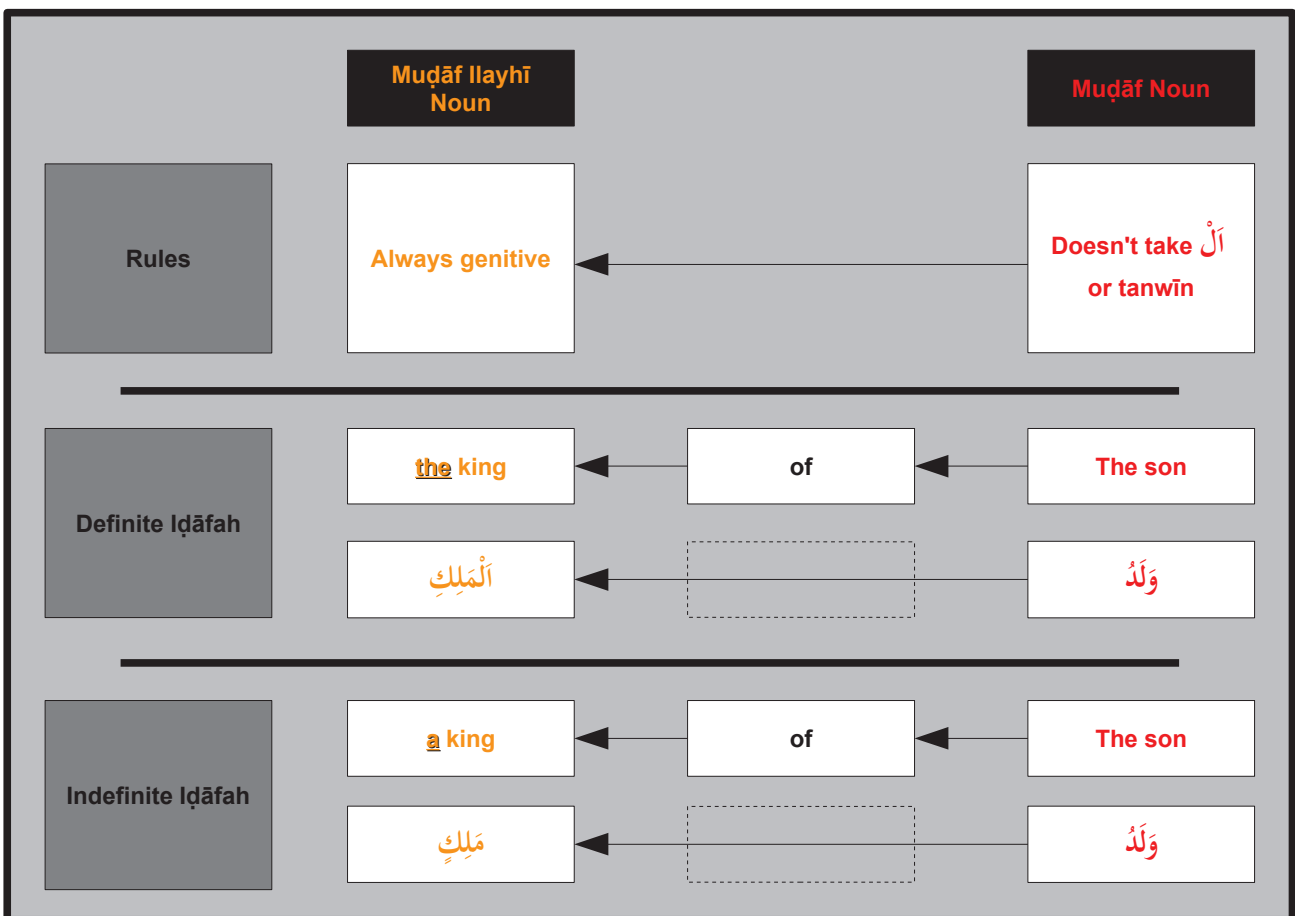 Muḍāf Ilayhī
Noun
Muḍāf Noun
Rules
Always genitive
Doesn't take اَلْ
or tanwīn
Definite Iḍāfah
the king
of
The son
اَلْمَلِكِ
وَلَدُ
Indefinite Iḍāfah
a king
of
The son
مَلِكٍ
وَلَدُ